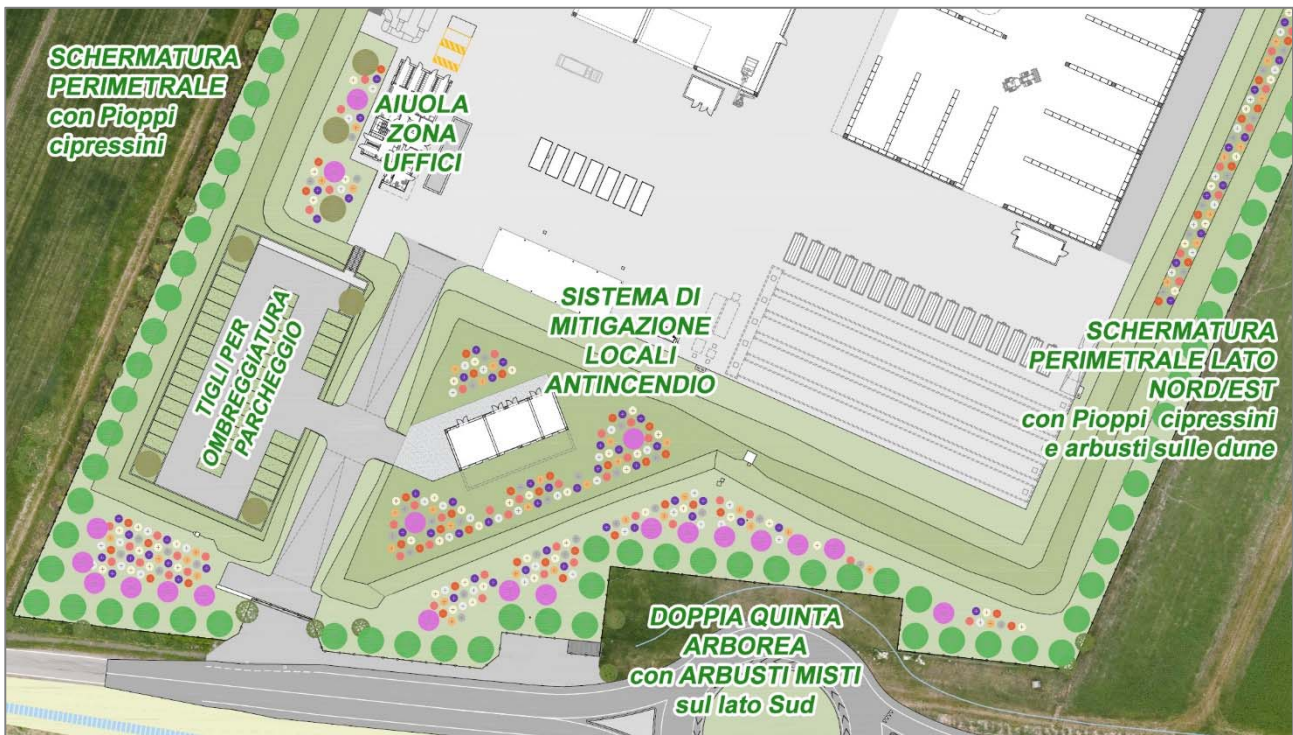 SCHERMATURA
PERIMETRALE
con Pioppi
cipressini
AIUOLA
ZONA
UFFICI
TIGLI PER
OMBREGGIATURA
PARCHEGGIO
SISTEMA DI
MITIGAZIONE
LOCALI
ANTINCENDIO
SCHERMATURA
PERIMETRALE LATO
NORD/EST
con Pioppi cipressini
e arbusti sulle dune
DOPPIA QUINTA
ARBOREA
con ARBUSTI MISTI
sul lato Sud